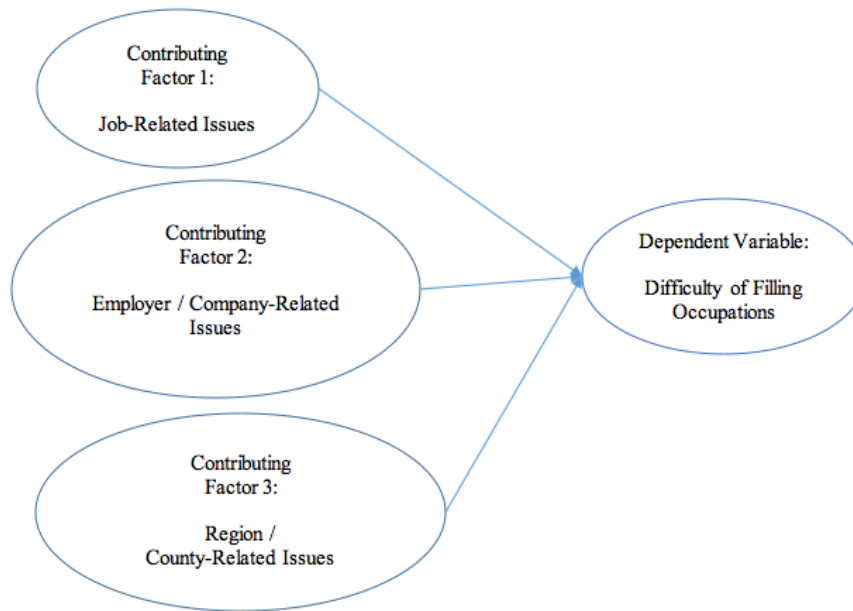 Contributing
Factor 1:
Job-Related Issues
Contributing
Factor 2:
Employer / Company-Related
Issues
Contributing
Factor 3:
Region /
County-Related Issues
Dependent Variable:
Difficulty of Filling
Occupations